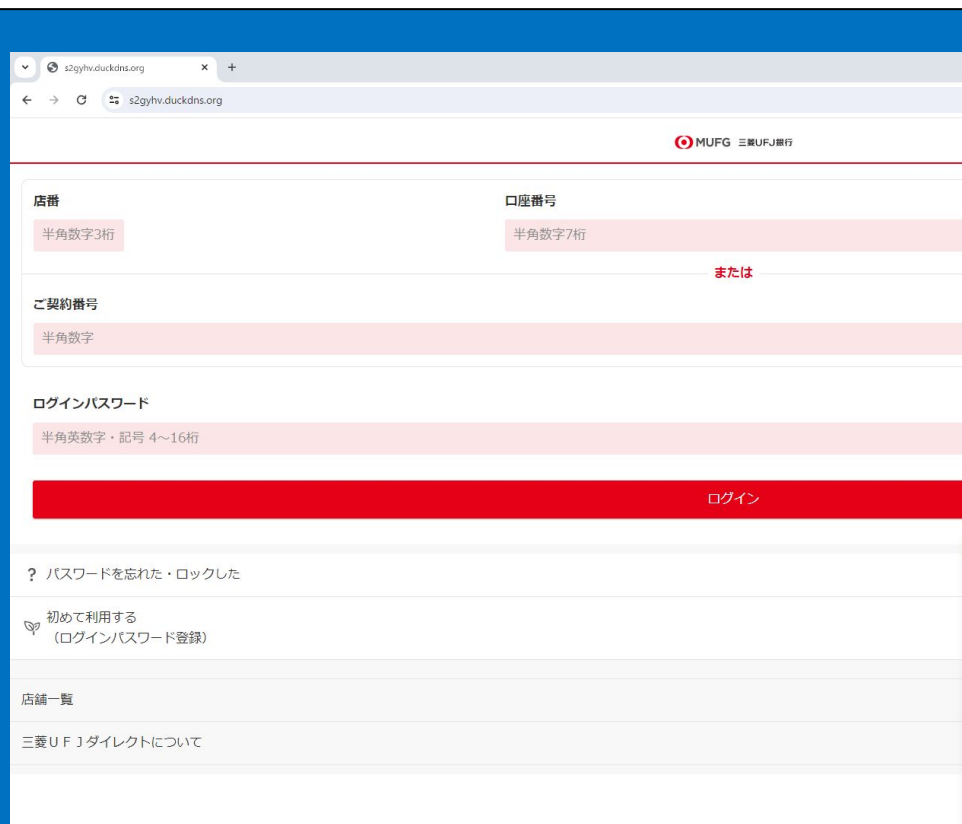 s2gyhv.duckdns.org
s2gyhv.duckdns.org
MUFG 三菱UFJ銀行
店番 口座番号
半角数字3桁 半角数字7桁
または
ご契約番号
半角数字
ログインパスワード
半角英数字・記号 4～16桁
ログイン
? パスワードを忘れた・ロックした
初めて利用する
（ログインパスワード登録）
店舗一覧
三菱ＵＦＪダイレクトについて